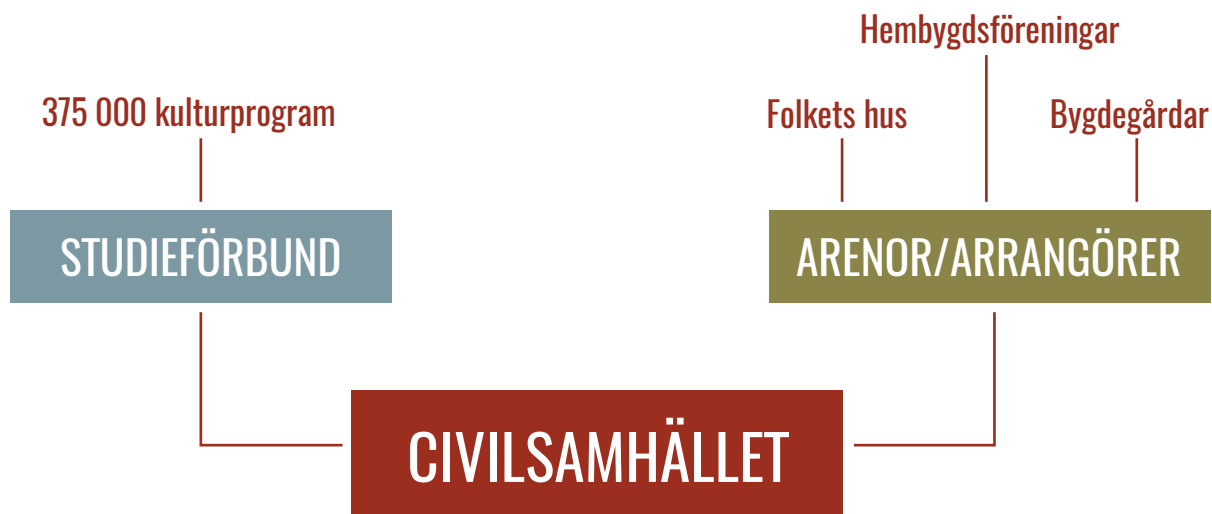 Hembygdsföreningar
375 000 kulturprogram
Folkets hus
Bygdegårdar
STUDIEFÖRBUND
ARENOR/ARRANGÖRER
CIVILSAMHÄLLET